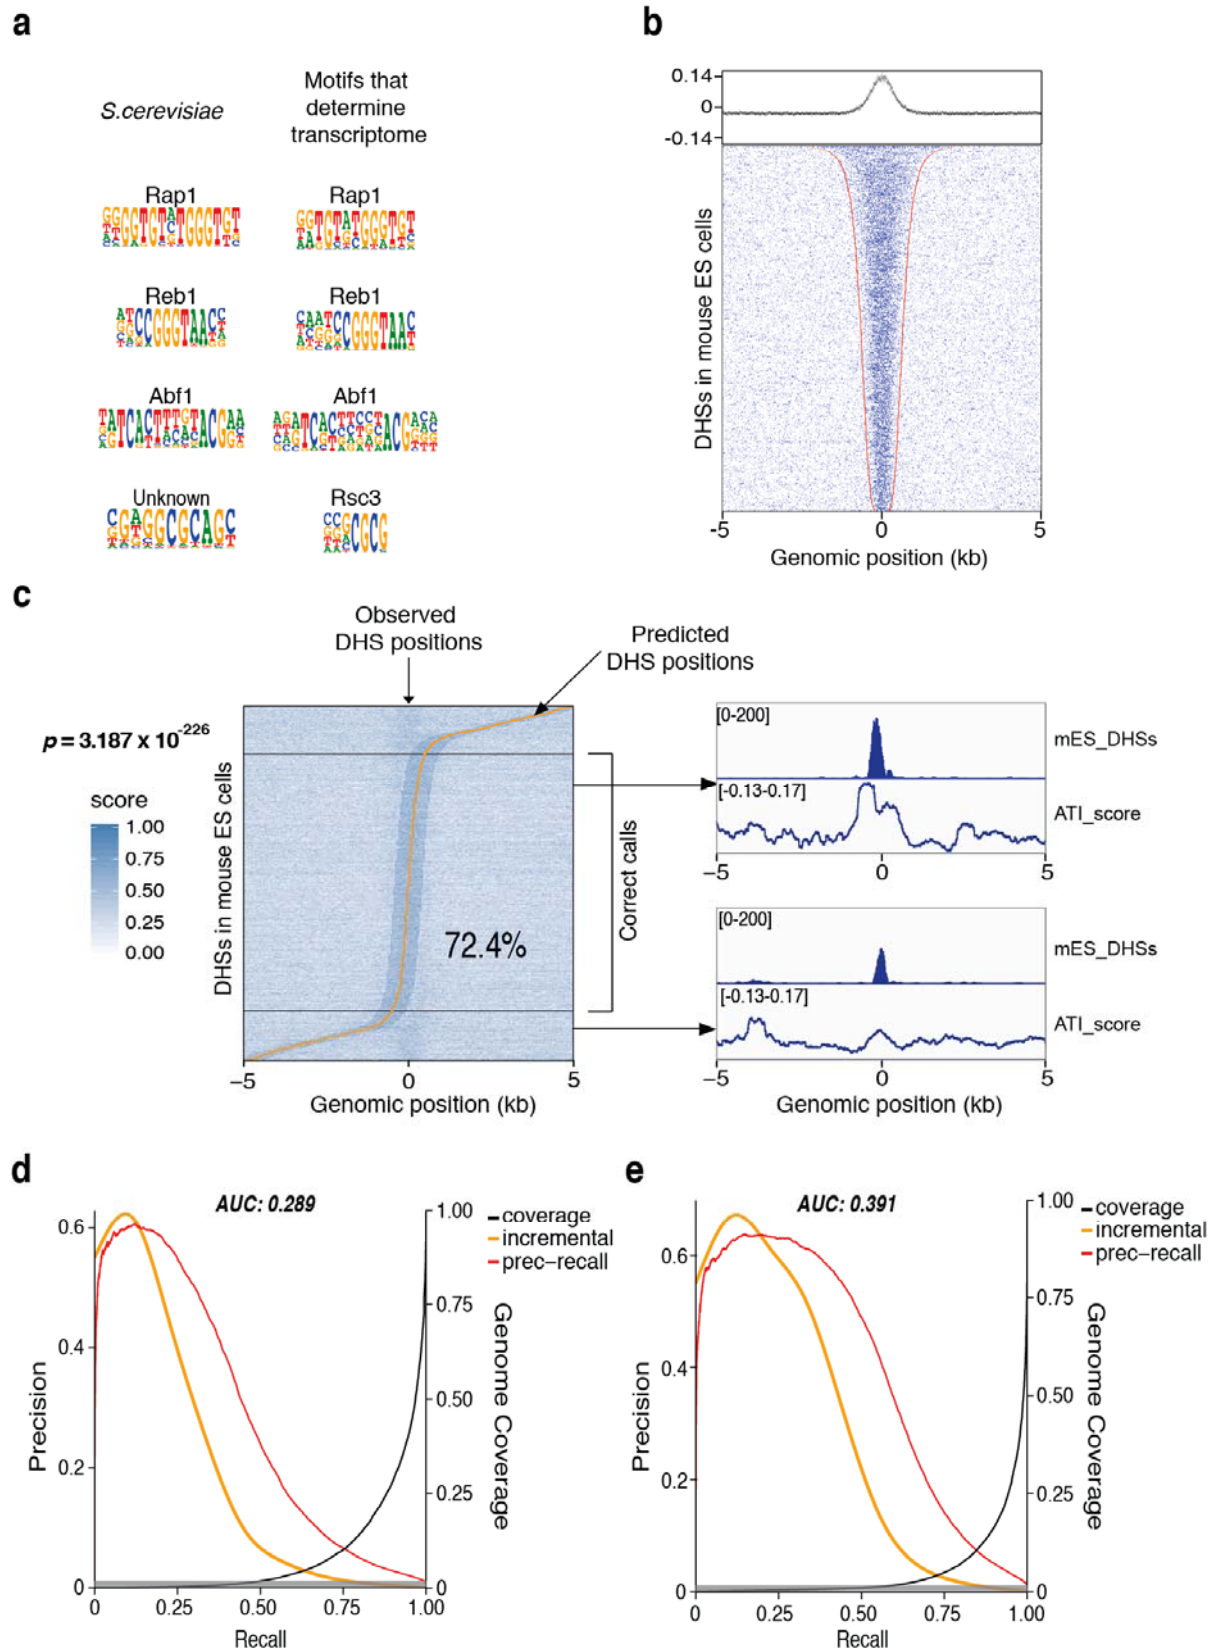 a
S.cerevisiae
Motifs that
determine
transcriptome
Rap1
Rap1
Reb1
Reb1
Abf1
Abf1
Unknown
Rsc3
b
0.14
0
-0.14
DHSs in mouse ES cells
-5
0
5
Genomic position (kb)
c
Observed
DHS positions
Predicted
DHS positions
p = 3.187 x 10-226
score
1.00
0.75
0.50
0.25
0.00
DHSs in mouse ES cells
72.4%
Correct calls
−5
0
5
Genomic position (kb)
[0-200]
mES_DHSs
[-0.13-0.17]
ATI_score
−5
0
5
[0-200]
mES_DHSs
[-0.13-0.17]
ATI_score
−5
0
5
Genomic position (kb)
d
AUC: 0.289
coverage
incremental
prec−recall
Precision
0.6
0.4
0.2
0
0
0.25
0.50
0.75
1.00
Recall
1.00
0.75
0.50
0.25
0
Genome Coverage
e
AUC: 0.391
coverage
incremental
prec−recall
Precision
0.6
0.4
0.2
0
0
0.25
0.50
0.75
1.00
Recall
1.00
0.75
0.50
0.25
0
Genome Coverage